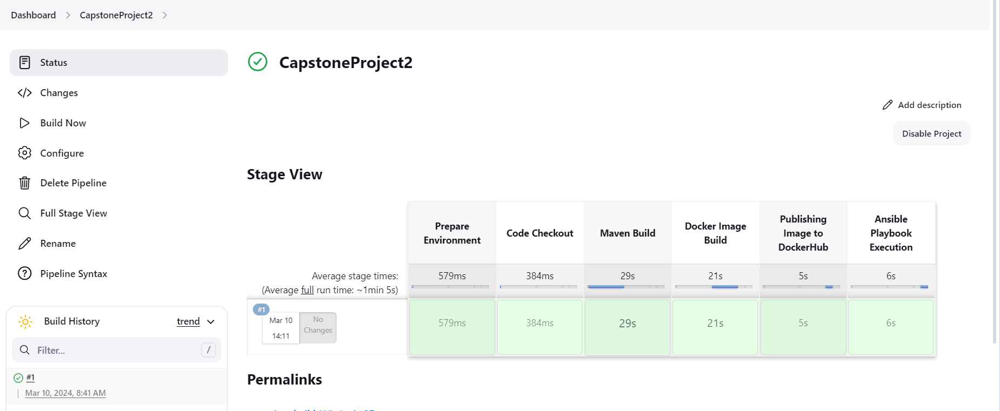 Dashboard
CapstoneProject2
Status
Changes
Build Now
Configure
Delete Pipeline
Full Stage View
Rename
Pipeline Syntax
Build History
trend
Filter...
/
#1
Mar 10, 2024, 8:41 AM
CapstoneProject2
Add description
Disable Project
Stage View
Prepare
Environment
Code Checkout
Maven Build
Docker Image
Build
Publishing
Image to
DockerHub
Ansible
Playbook
Execution
Average stage times:
(Average full run time: ~1min 5s)
579ms
384ms
29s
21s
5s
6s
#1
Mar 10
14:11
No
Changes
579ms
384ms
29s
21s
5s
6s
Permalinks